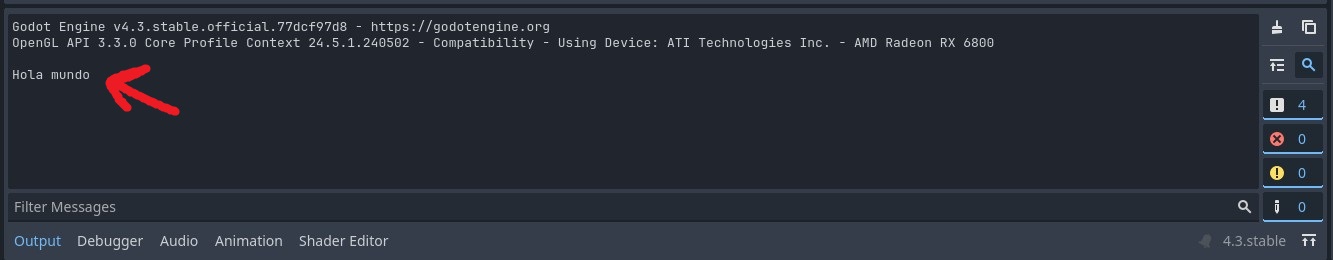 Godot Engine v4.3.stable.official.77dcf97d8 - https://godotengine.org
OpenGL API 3.3.0 Core Profile Context 24.5.1.240502 - Compatibility - Using Device: ATI Technologies Inc. - AMD Radeon RX 6800
Hola mundo
4
0
0
0
Filter Messages
Output Debugger Audio Animation Shader Editor 4.3.stable